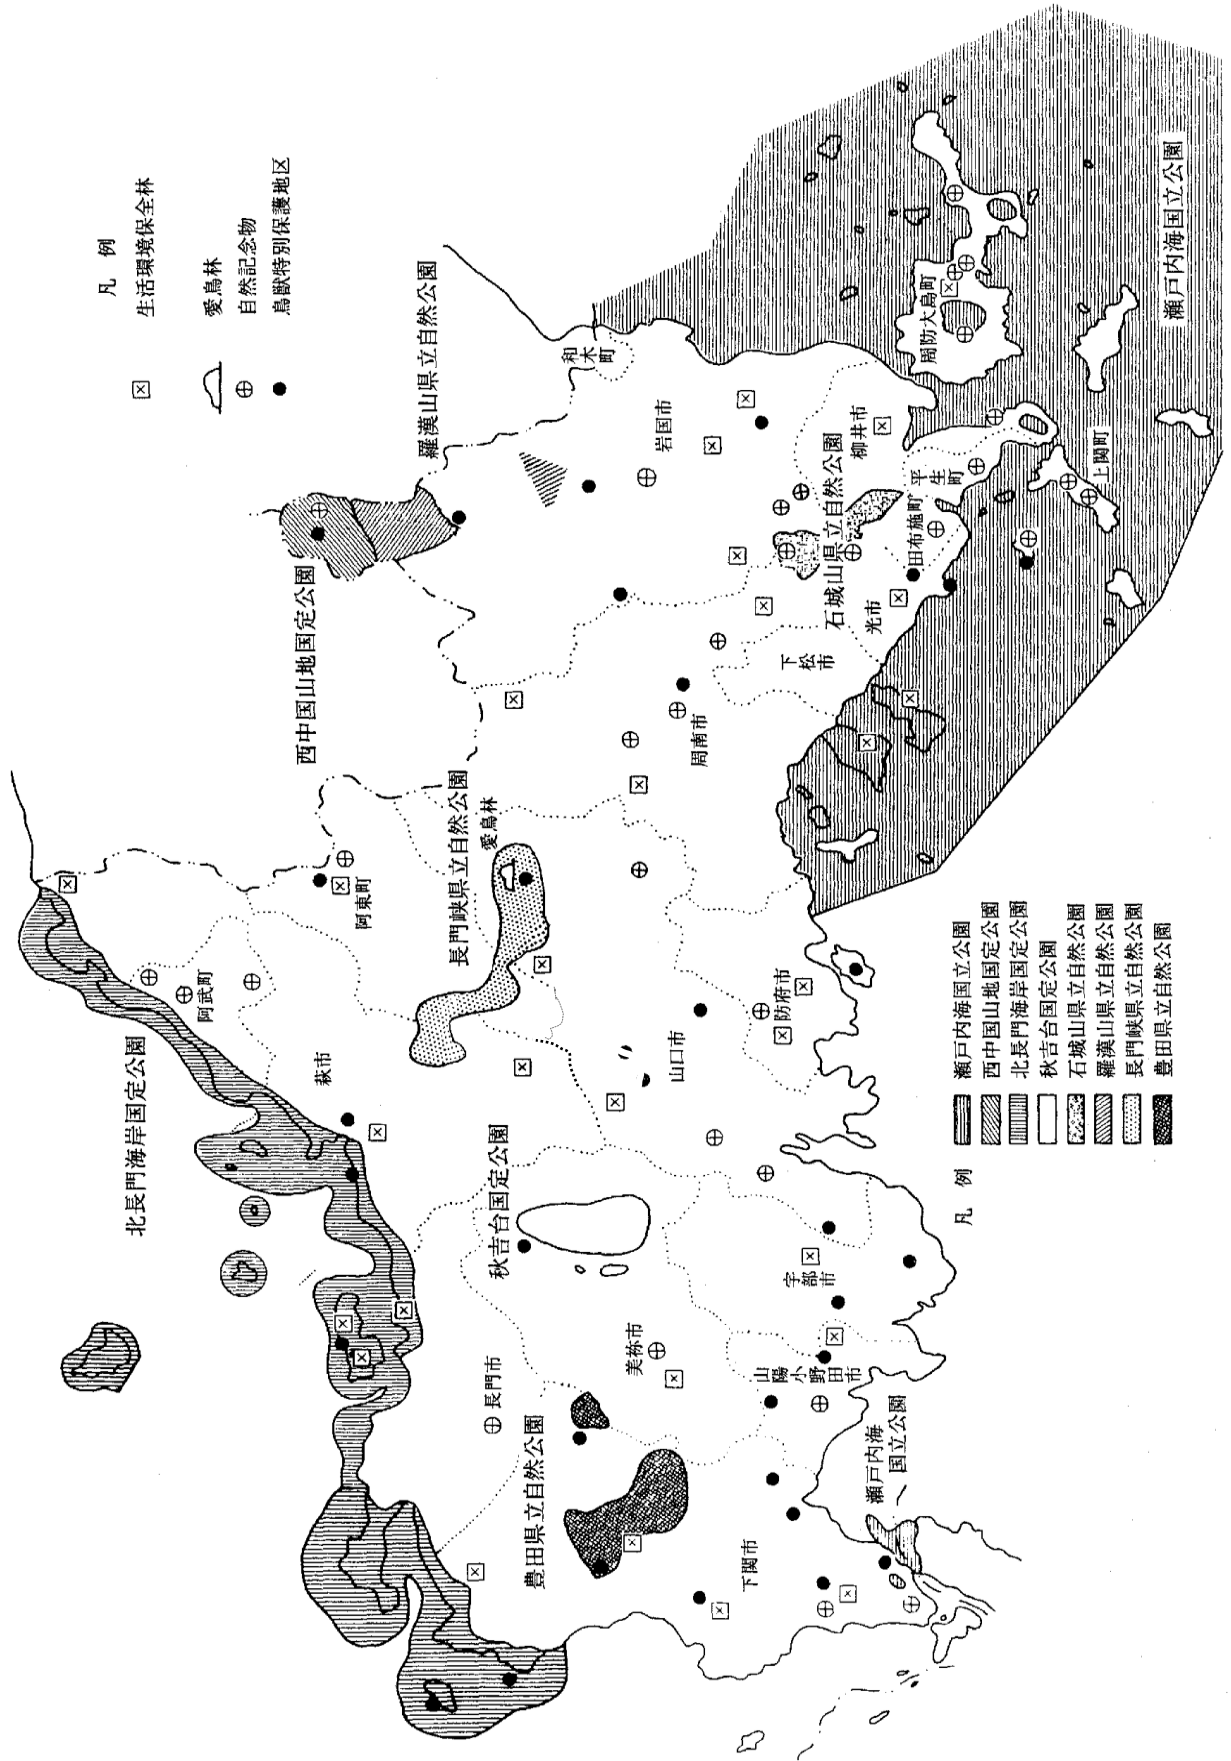 凡例
生活環境保全林
愛鳥林
自然記念物
鳥獣特別保護地区
北長門海岸国定公園
西中国山地国定公園
羅漢山県立自然公園
長門峡県立自然公園
愛鳥林
秋吉台国定公園
豊田県立自然公園
石城山県立自然公園
瀬戸内海国立公園
瀬戸内海
国立公園
阿武町
萩市
阿東町
長門市
美祢市
下関市
山陽小野田市
宇部市
山口市
防府市
周南市
下松市
光市
田布施町
平生町
上関町
柳井市
周防大島町
岩国市
和木町
凡例
瀬戸内海国立公園
西中国山地国定公園
北長門海岸国定公園
秋吉台国定公園
石城山県立自然公園
羅漢山県立自然公園
長門峡県立自然公園
豊田県立自然公園